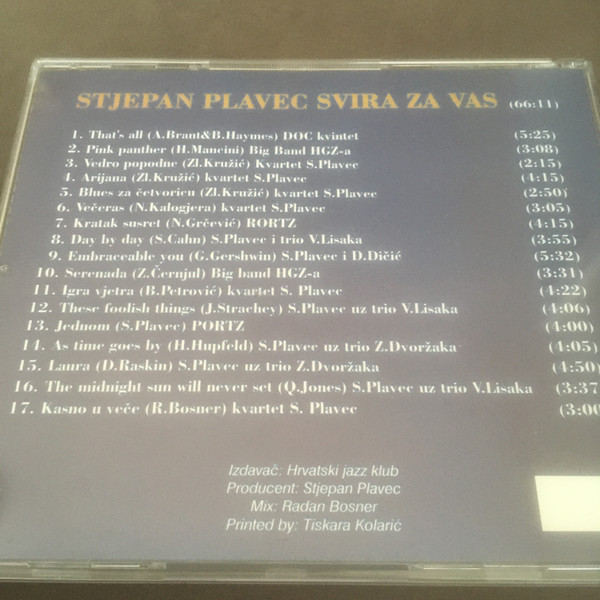 STJEPAN PLAVEC SVIRA ZA VAS (66:11)
1. That's all (A.Brant&B.Haymes) DOC kvintet (5:25)
2. Pink panther (H.Mancini) Big Band HGZ-a (3:08)
3. Vedro popodne (Zl.Kružić) Kvartet S.Plavec (2:15)
4. Arijana (Zl.Kružić) kvartet S.Plavec (4:15)
5. Blues za četvoricu (Zl.Kružić) kvartet S.Plavec (2:50)
6. Večeras (N.Kalogjera) kvartet S.Plavec (3:05)
7. Kratak susret (N.Grčević) RORTZ (4:15)
8. Day by day (S.Cahn) S.Plavec i trio V.Lisaka (3:55)
9. Embraceable you (G.Gershwin) S.Plavec i D.Dičić (5:32)
10. Serenada (Z.Černjul) Big band HGZ-a (3:31)
11. Igra vjetra (B.Petrović) kvartet S. Plavec (4:22)
12. These foolish things (J.Strachey) S.Plavec uz trio V.Lisaka (4:06)
13. Jednom (S.Plavec) PORTZ (4:00)
14. As time goes by (H.Hupfeld) S.Plavec uz trio Z.Dvoržaka (4:05)
15. Laura (D.Raskin) S.Plavec uz trio Z.Dvoržaka (4:50)
16. The midnight sun will never set (Q.Jones) S.Plavec uz trio V.Lisaka (3:37
17. Kasno u veče (R.Bosner) kvartet S. Plavec (3:00
Izdavač: Hrvatski jazz klub
Producent: Stjepan Plavec
Mix: Radan Bosner
Printed by: Tiskara Kolarić